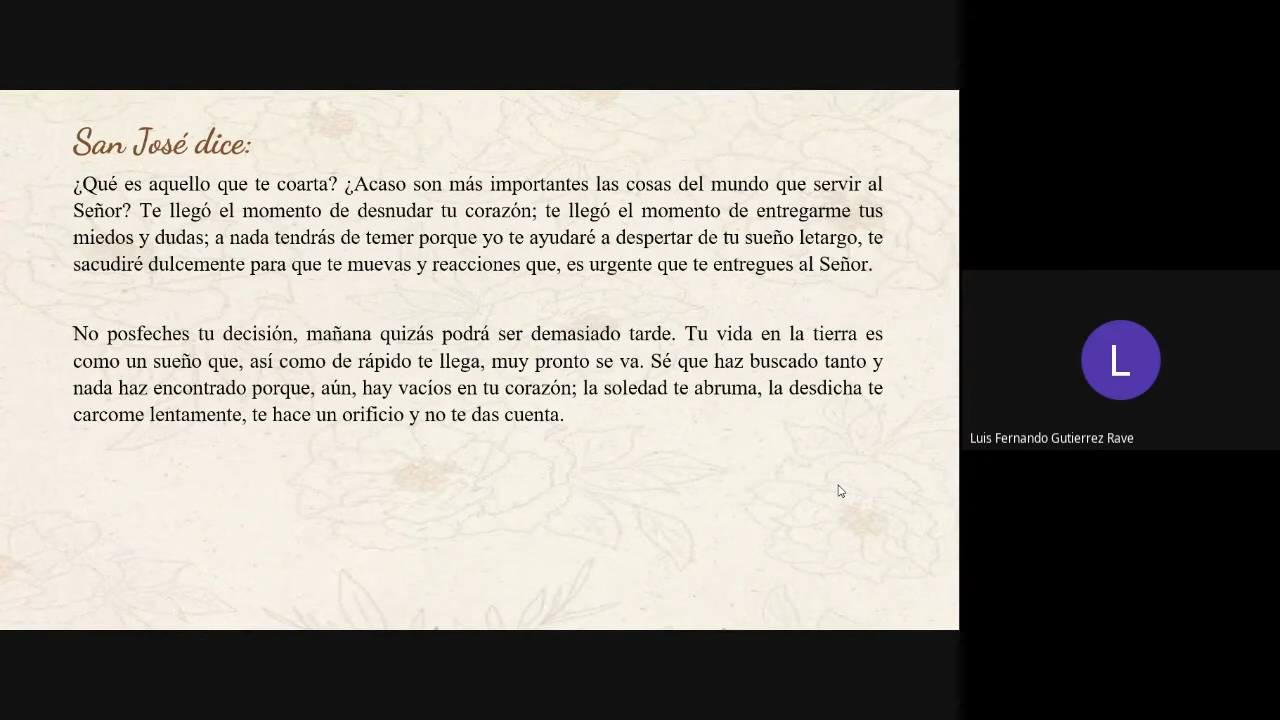 San José dice:
¿Qué es aquello que te coarta? ¿Acaso son más importantes las cosas del mundo que servir al
Señor? Te llegó el momento de desnudar tu corazón; te llegó el momento de entregarme tus
miedos y dudas; a nada tendrás de temer porque yo te ayudaré a despertar de tu sueño letargo, te
sacudiré dulcemente para que te muevas y reacciones que, es urgente que te entregues al Señor.
No posfeches tu decisión, mañana quizás podrá ser demasiado tarde. Tu vida en la tierra es
como un sueño que, así como de rápido te llega, muy pronto se va. Sé que haz buscado tanto y
nada haz encontrado porque, aún, hay vacíos en tu corazón; la soledad te abruma, la desdicha te
carcome lentamente, te hace un orificio y no te das cuenta.
L
Luis Fernando Gutierrez Rave